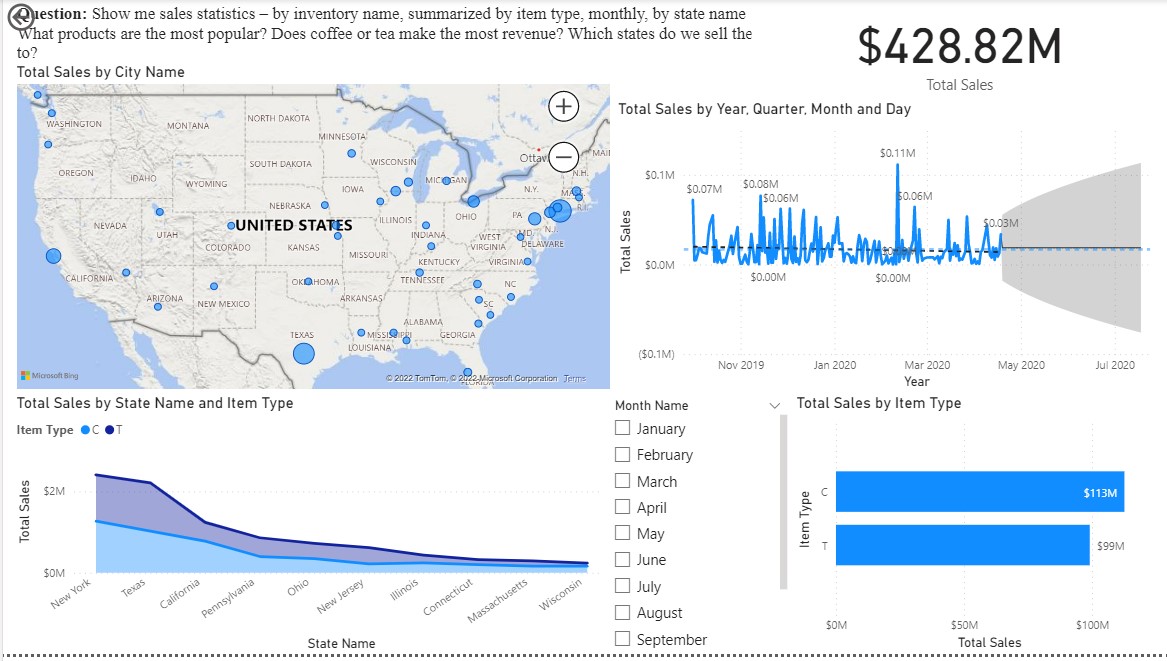 Question: Show me sales statistics – by inventory name, summarized by item type, monthly, by state name
What products are the most popular? Does coffee or tea make the most revenue? Which states do we sell the
to?
$428.82M
Total Sales
Total Sales by City Name
WASHINGTON
MONTANA
NORTH DAKOTA
MINNESOTA
OREGON
IDAHO
WYOMING
SOUTH DAKOTA
WISCONSIN
MICHIGAN
Ottaw
MAI
N.H.
N.Y.
MA
R.I.
NEVADA
UTAH
COLORADO
NEBRASKA
IOWA
UNITED STATES
KANSAS
MISSOURI
ILLINOIS
INDIANA
OHIO
PA
N.J.
MD
DELAWARE
WEST
VIRGINIA
VIRGINIA
KENTUCKY
CALIFORNIA
ARIZONA
NEW MEXICO
OKLAHOMA
ARKANSAS
TENNESSEE
NC
SC
TEXAS
MISSISSIPPI
ALABAMA
GEORGIA
LOUISIANA
FLORIDA
Microsoft Bing
© 2022 TomTom, © 2022 Microsoft Corporation Terms
Total Sales by Year, Quarter, Month and Day
Total Sales
$0.1M
$0.0M
($0.1M)
$0.07M
$0.08M
$0.06M
$0.00M
$0.11M
$0.06M
$0.00M
$0.03M
Nov 2019
Jan 2020
Mar 2020
May 2020
Jul 2020
Year
Total Sales by State Name and Item Type
Item Type C T
Total Sales
$2M
$0M
New York
Texas
California
Pennsylvania
Ohio
New Jersey
Illinois
Connecticut
Massachusetts
Wisconsin
State Name
Month Name
January
February
March
April
May
June
July
August
September
Total Sales by Item Type
Item Type
C
$113M
T
$99M
$0M
$50M
$100M
Total Sales